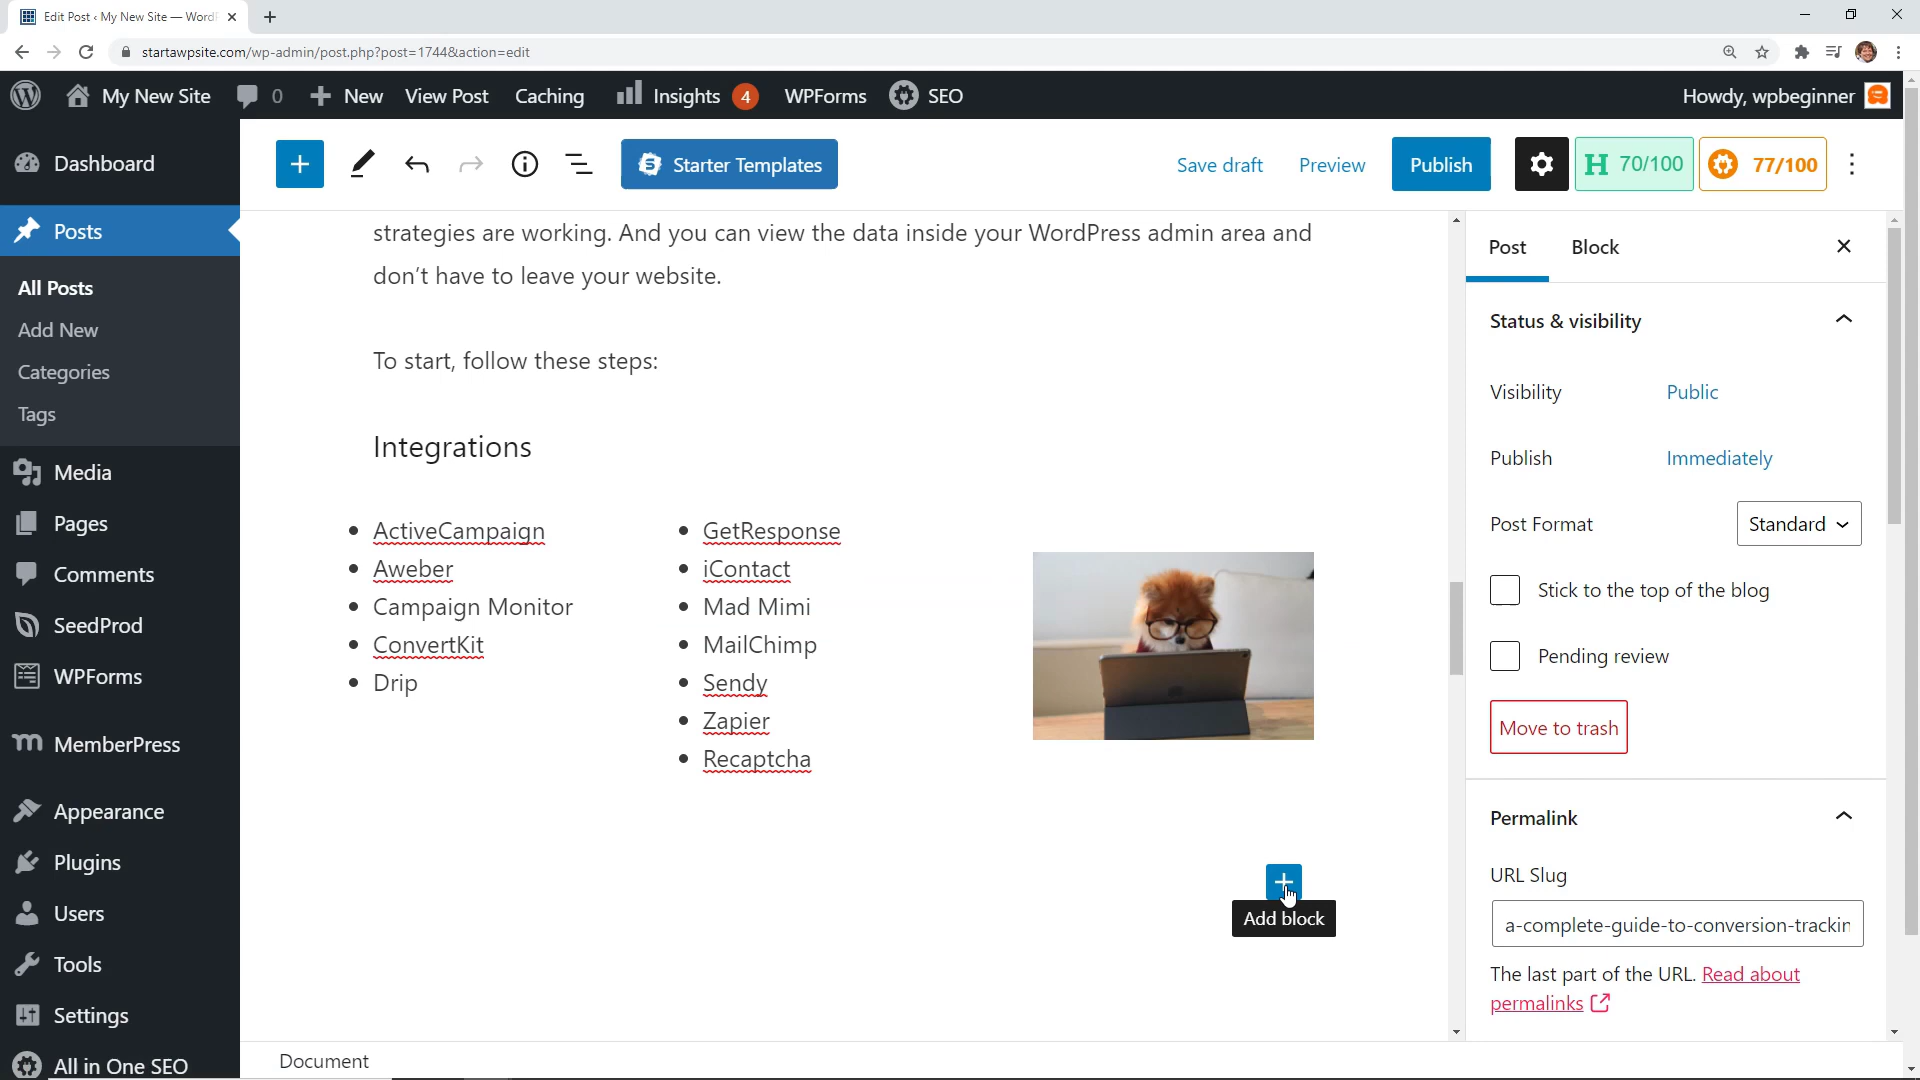 Edit Post ‹ My New Site — WordP
startawpsite.com/wp-admin/post.php?post=1744&action=edit
My New Site
0
New
View Post
Caching
Insights
4
WPForms
SEO
Howdy, wpbeginner
Dashboard
Posts
All Posts
Add New
Categories
Tags
Media
Pages
Comments
SeedProd
WPForms
MemberPress
Appearance
Plugins
Users
Tools
Settings
All in One SEO
Starter Templates
Save draft
Preview
Publish
H 70/100
77/100
strategies are working. And you can view the data inside your WordPress admin area and
don't have to leave your website.
To start, follow these steps:
Integrations
ActiveCampaign
Aweber
Campaign Monitor
ConvertKit
Drip
GetResponse
iContact
Mad Mimi
MailChimp
Sendy
Zapier
Recaptcha
Add block
Document
Post
Block
Status & visibility
Visibility
Public
Publish
Immediately
Post Format
Standard
Stick to the top of the blog
Pending review
Move to trash
Permalink
URL Slug
a-complete-guide-to-conversion-trackin
The last part of the URL. Read about
permalinks